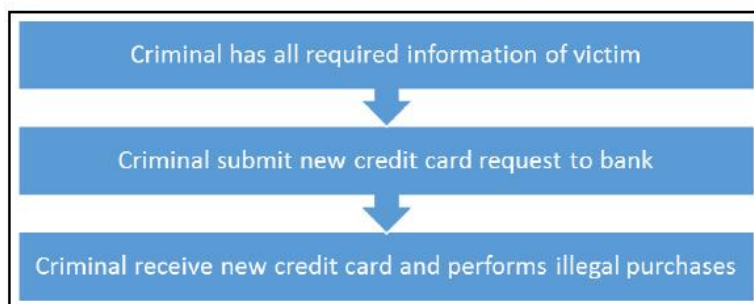 Criminal has all required information of victim
Criminal submit new credit card request to bank
Criminal receive new credit card and performs illegal purchases